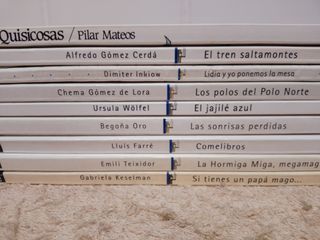 Quisicosas / Pilar Mateos
Alfredo Gómez Cerdá El tren saltamontes
Dimiter Inkiow Lidia y yo ponemos la mesa
Chema Gómez de Lora Los polos del Polo Norte
Ursula Wölfel El jajilé azul
Begoña Oro Las sonrisas perdidas
Lluís Farré Comelibros
Emili Teixidor La Hormiga Miga, megamag
Gabriela Keselman Si tienes un papá mago...